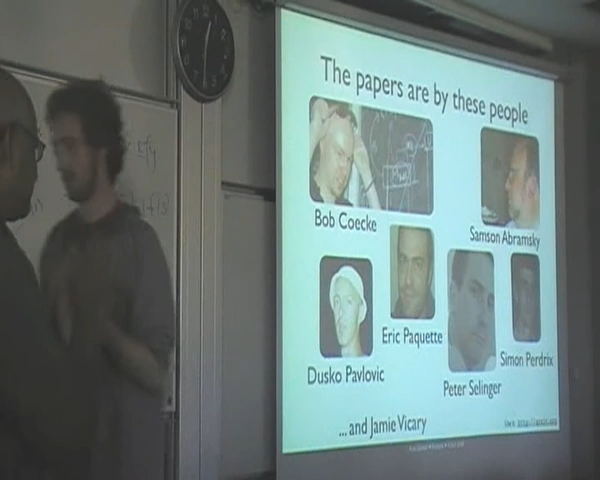 The papers are by these people
Bob Coecke
Samson Abramsky
Eric Paquette
Simon Perdrix
Dusko Pavlovic
Peter Selinger
... and Jamie Vicary